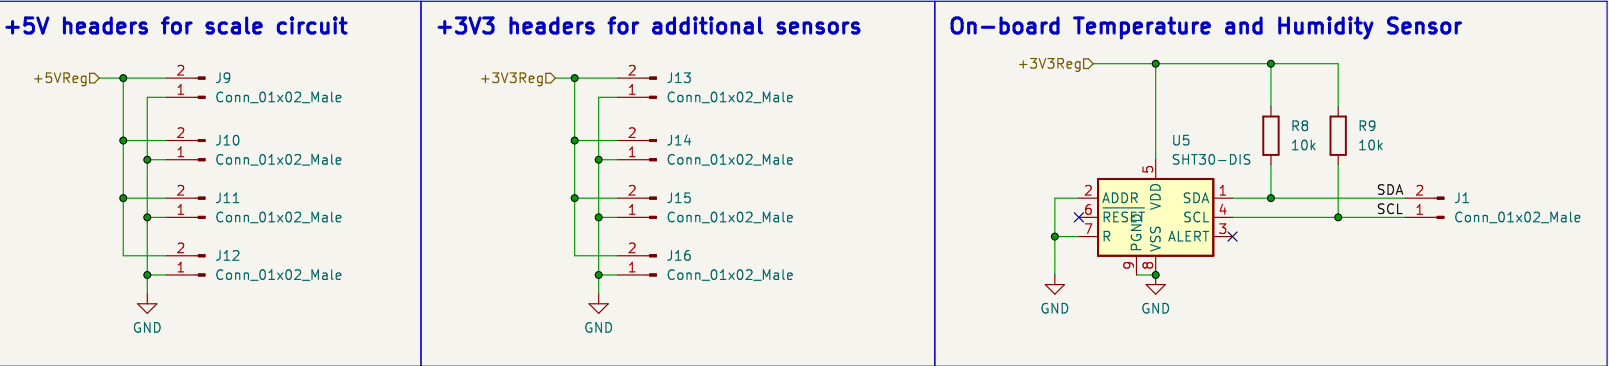 +5V headers for scale circuit
+5VReg
2
J9
1
Conn_01x02_Male
2
J10
1
Conn_01x02_Male
2
J11
1
Conn_01x02_Male
2
J12
1
Conn_01x02_Male
GND
+3V3 headers for additional sensors
+3V3Reg
2
J13
1
Conn_01x02_Male
2
J14
1
Conn_01x02_Male
2
J15
1
Conn_01x02_Male
2
J16
1
Conn_01x02_Male
GND
On-board Temperature and Humidity Sensor
+3V3Reg
R8
10k
R9
10k
U5
SHT30-DIS
5
VDD
2
ADDR
6
RESET
7
R
PGND
9
VSS
8
SDA
1
SCL
4
ALERT
3
SDA
2
J1
SCL
1
Conn_01x02_Male
GND
GND